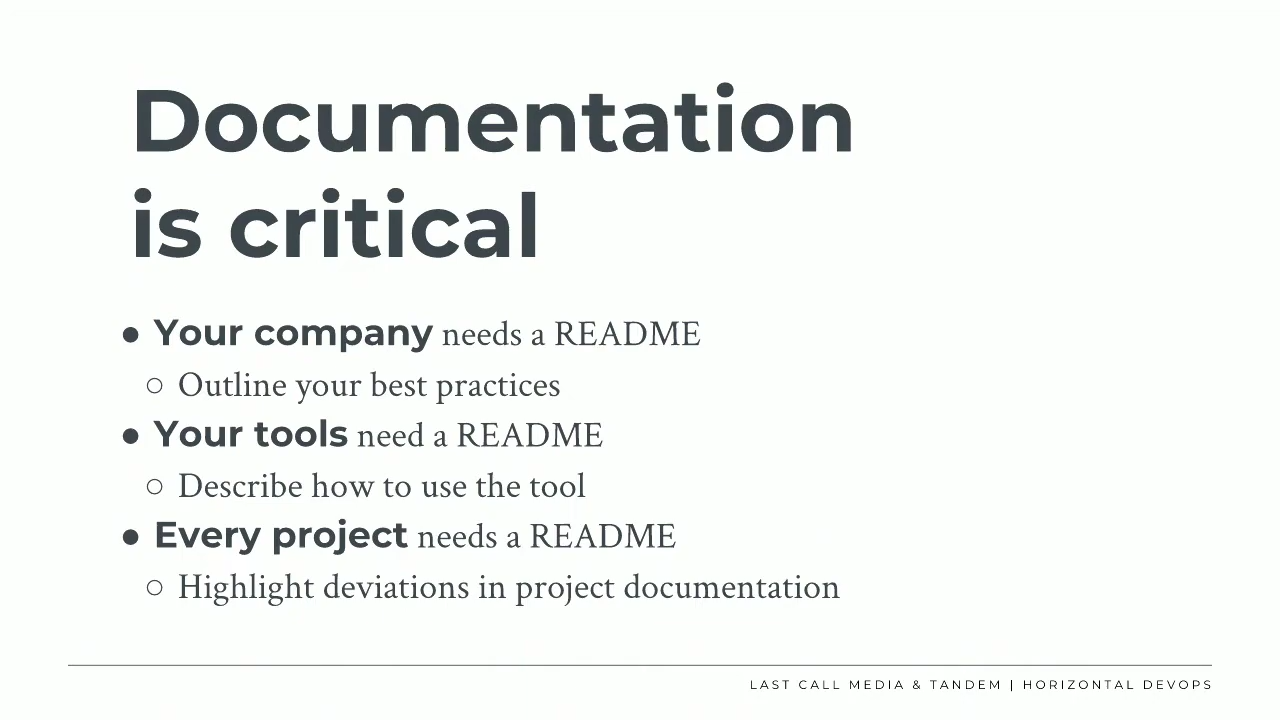 Documentation
is critical
● Your company needs a README
○ Outline your best practices
● Your tools need a README
○ Describe how to use the tool
● Every project needs a README
○ Highlight deviations in project documentation
LAST CALL MEDIA & TANDEM | HORIZONTAL DEVOPS